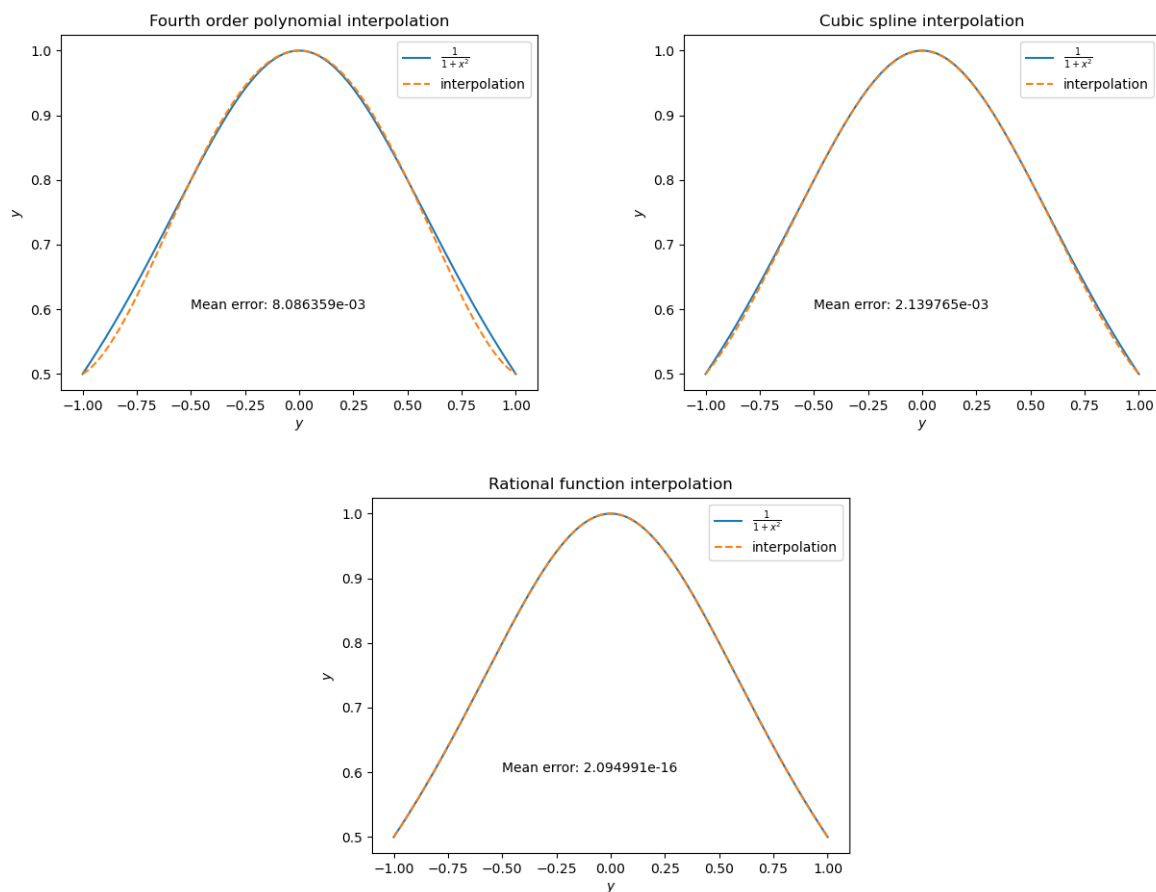 Fourth order polynomial interpolation
1.0
0.9
0.8
0.7
0.6
0.5
y
1/(1+x²)
interpolation
Mean error: 8.086359e-03
−1.00 −0.75 −0.50 −0.25 0.00 0.25 0.50 0.75 1.00
y
Cubic spline interpolation
1.0
0.9
0.8
0.7
0.6
0.5
y
1/(1+x²)
interpolation
Mean error: 2.139765e-03
−1.00 −0.75 −0.50 −0.25 0.00 0.25 0.50 0.75 1.00
y
Rational function interpolation
1.0
0.9
0.8
0.7
0.6
0.5
y
1/(1+x²)
interpolation
Mean error: 2.094991e-16
−1.00 −0.75 −0.50 −0.25 0.00 0.25 0.50 0.75 1.00
y